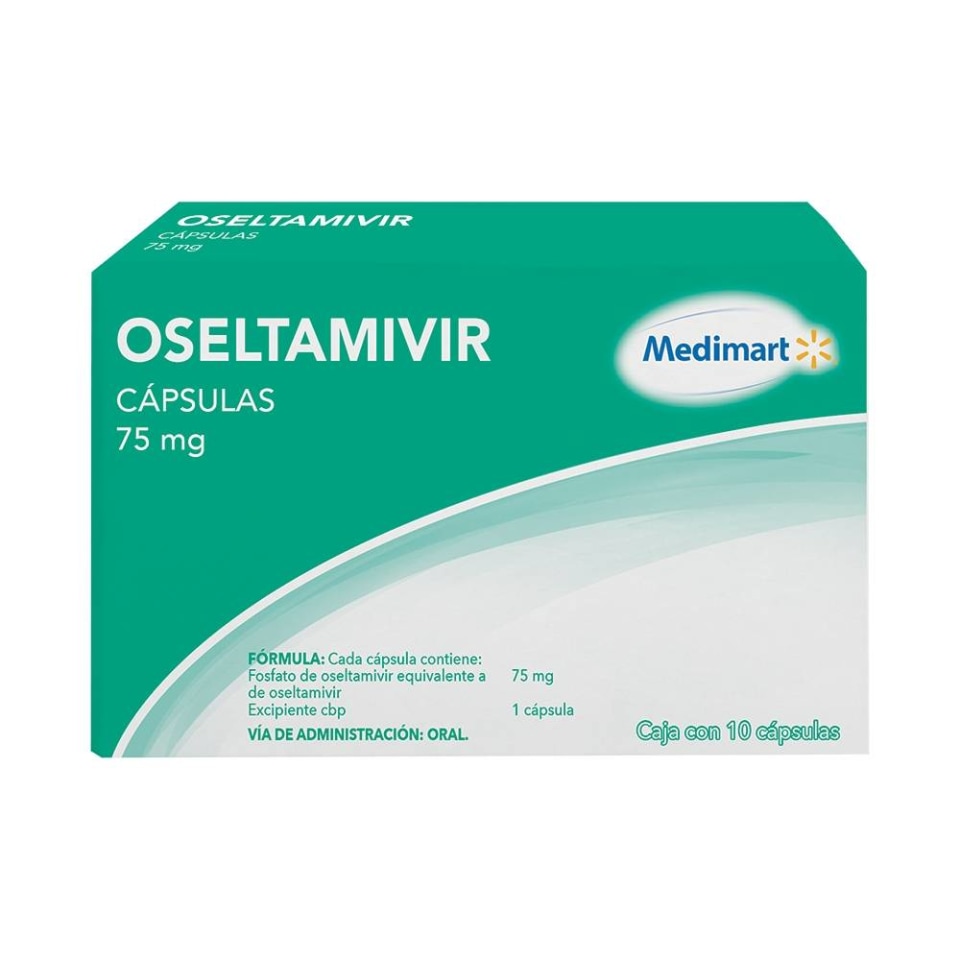 OSELTAMIVIR
CÁPSULAS
75 mg
OSELTAMIVIR
CÁPSULAS
75 mg
Medimart
FÓRMULA: Cada cápsula contiene:
Fosfato de oseltamivir equivalente a 75 mg
de oseltamivir
Excipiente cbp 1 cápsula
VÍA DE ADMINISTRACIÓN: ORAL.
Caja con 10 cápsulas